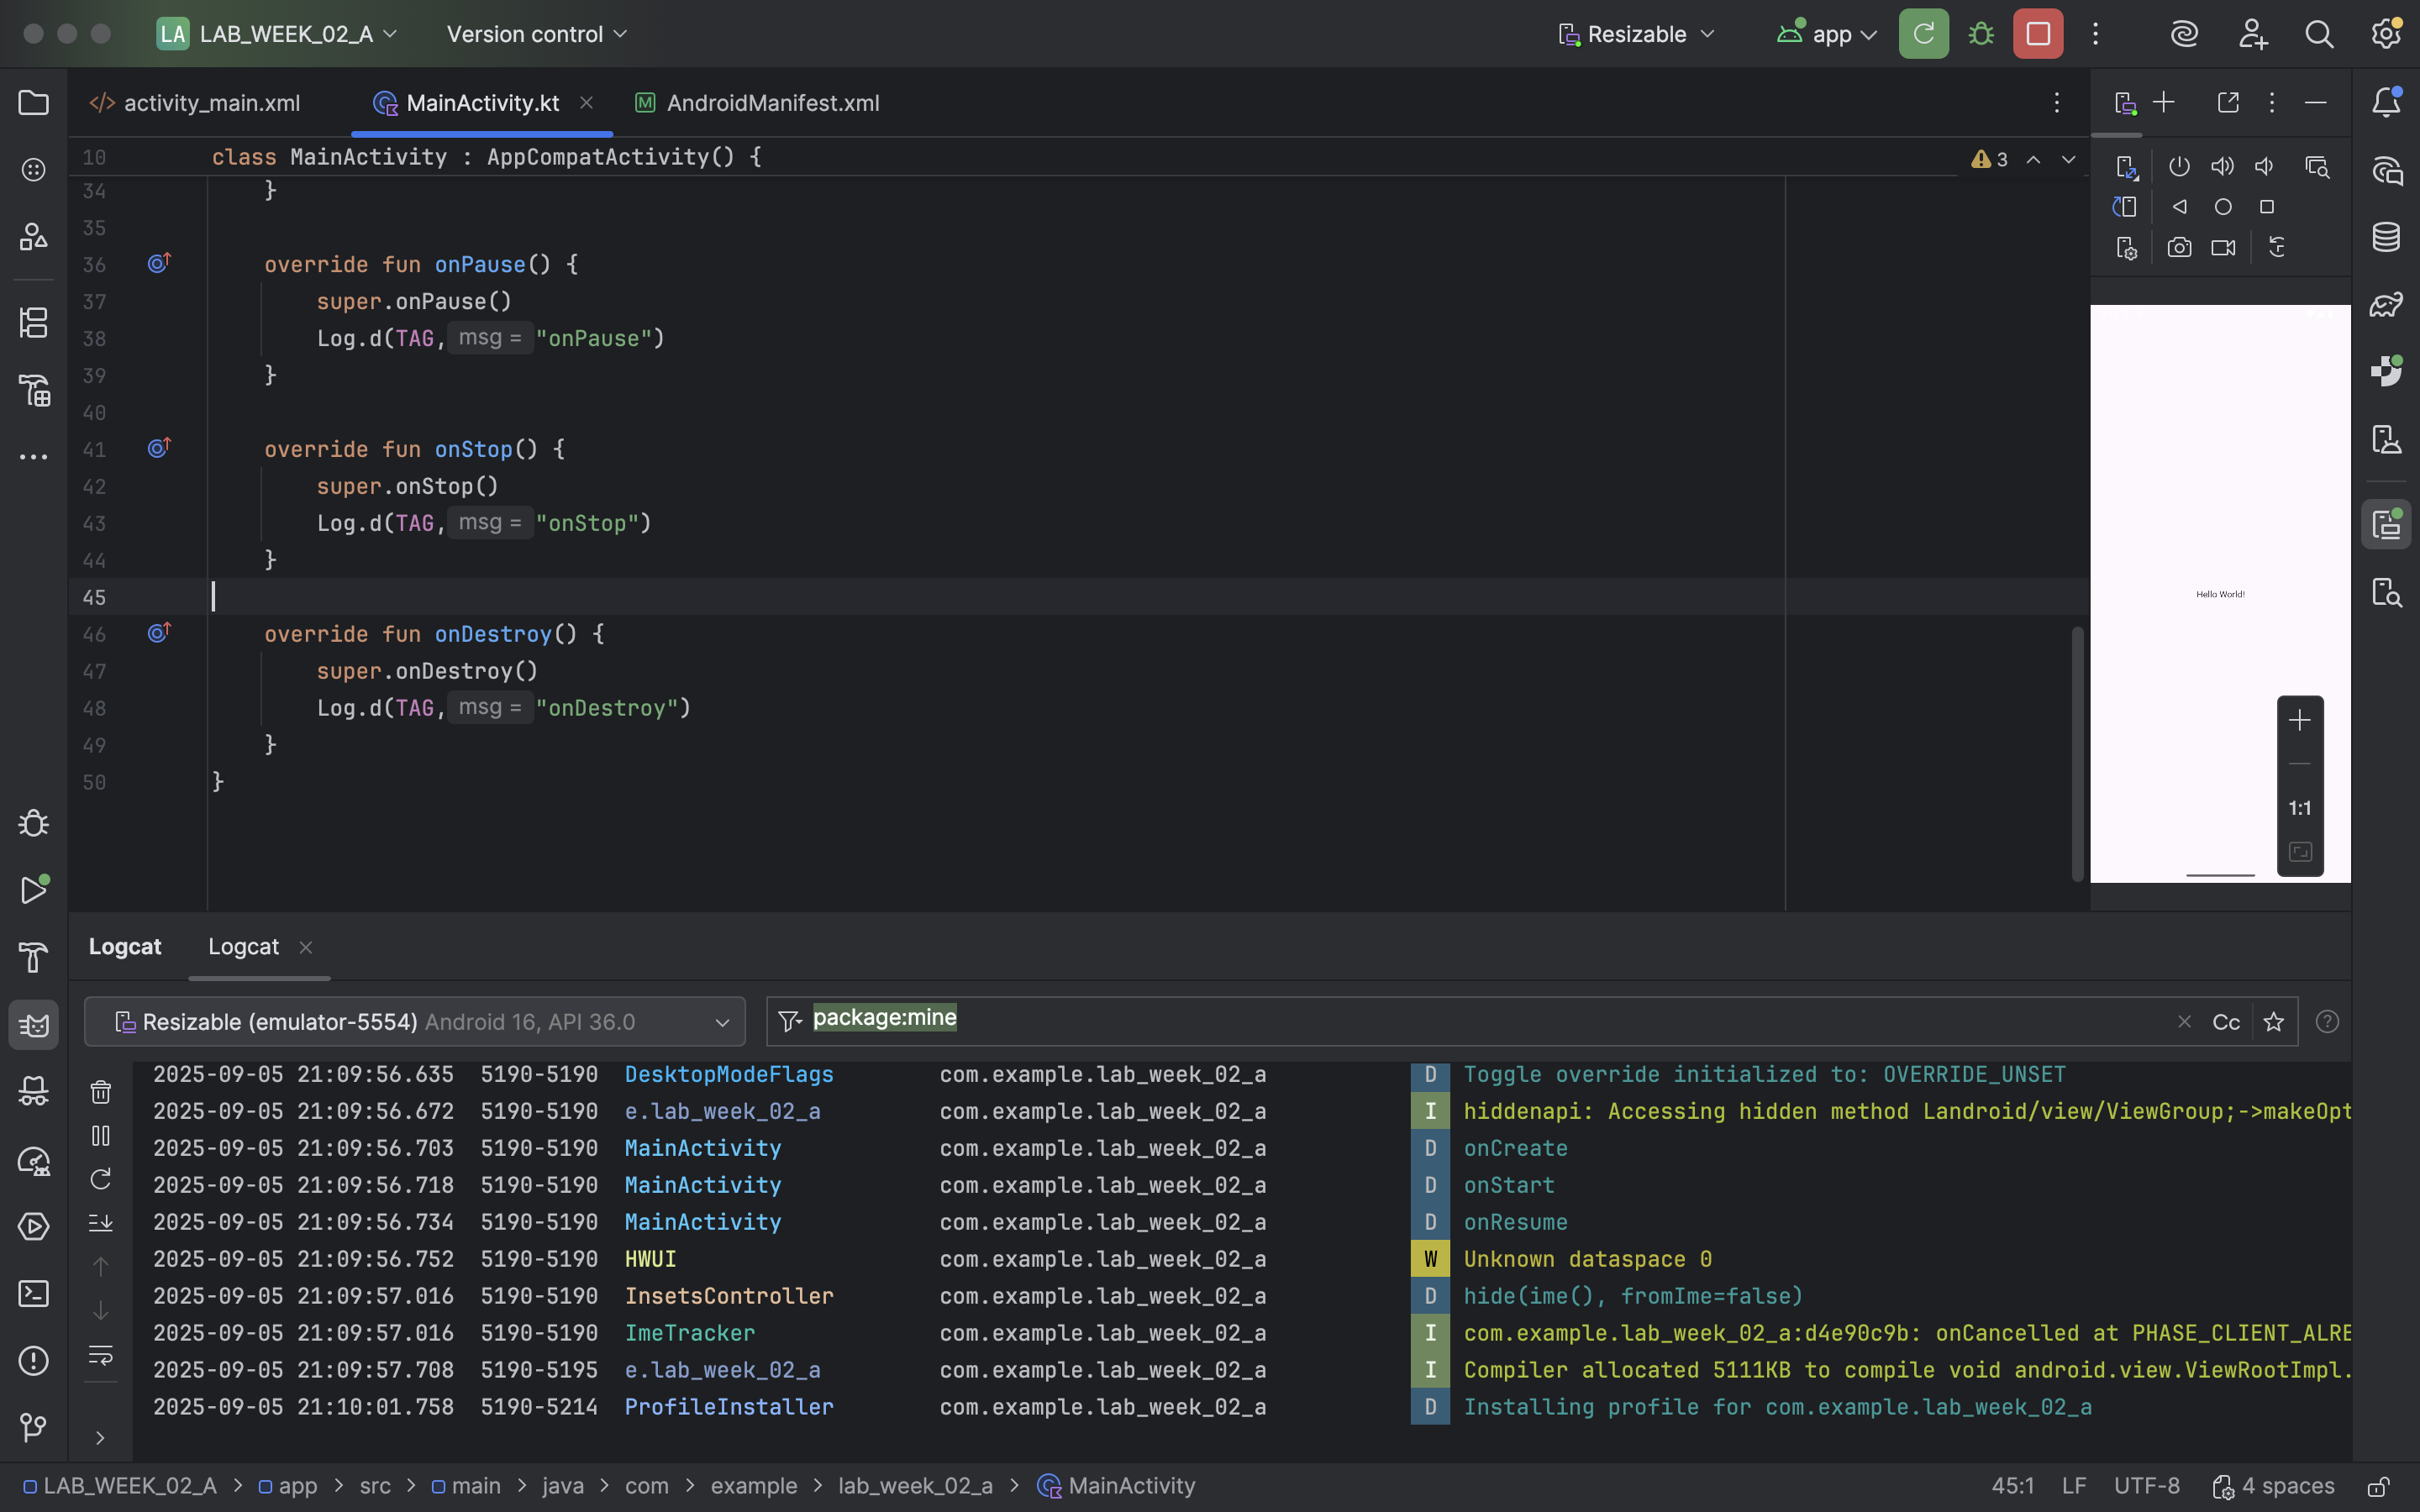 LA LAB_WEEK_02_A Version control Resizable app
activity_main.xml MainActivity.kt AndroidManifest.xml
10 class MainActivity : AppCompatActivity() { 3
34 }
35
36 override fun onPause() {
37 super.onPause()
38 Log.d(TAG, msg = "onPause")
39 }
40
41 override fun onStop() {
42 super.onStop()
43 Log.d(TAG, msg = "onStop")
44 }
45
46 override fun onDestroy() {
47 super.onDestroy()
48 Log.d(TAG, msg = "onDestroy")
49 }
50 }
Hello World!
1:1
Logcat Logcat
Resizable (emulator-5554) Android 16, API 36.0 package:mine Cc
2025-09-05 21:09:56.635 5190-5190 DesktopModeFlags com.example.lab_week_02_a D Toggle override initialized to: OVERRIDE_UNSET
2025-09-05 21:09:56.672 5190-5190 e.lab_week_02_a com.example.lab_week_02_a I hiddenapi: Accessing hidden method Landroid/view/ViewGroup;->makeOpt
2025-09-05 21:09:56.703 5190-5190 MainActivity com.example.lab_week_02_a D onCreate
2025-09-05 21:09:56.718 5190-5190 MainActivity com.example.lab_week_02_a D onStart
2025-09-05 21:09:56.734 5190-5190 MainActivity com.example.lab_week_02_a D onResume
2025-09-05 21:09:56.752 5190-5190 HWUI com.example.lab_week_02_a W Unknown dataspace 0
2025-09-05 21:09:57.016 5190-5190 InsetsController com.example.lab_week_02_a D hide(ime(), fromIme=false)
2025-09-05 21:09:57.016 5190-5190 ImeTracker com.example.lab_week_02_a I com.example.lab_week_02_a:d4e90c9b: onCancelled at PHASE_CLIENT_ALRE
2025-09-05 21:09:57.708 5190-5195 e.lab_week_02_a com.example.lab_week_02_a I Compiler allocated 5111KB to compile void android.view.ViewRootImpl.
2025-09-05 21:10:01.758 5190-5214 ProfileInstaller com.example.lab_week_02_a D Installing profile for com.example.lab_week_02_a
LAB_WEEK_02_A > app > src > main > java > com > example > lab_week_02_a > MainActivity 45:1 LF UTF-8 4 spaces